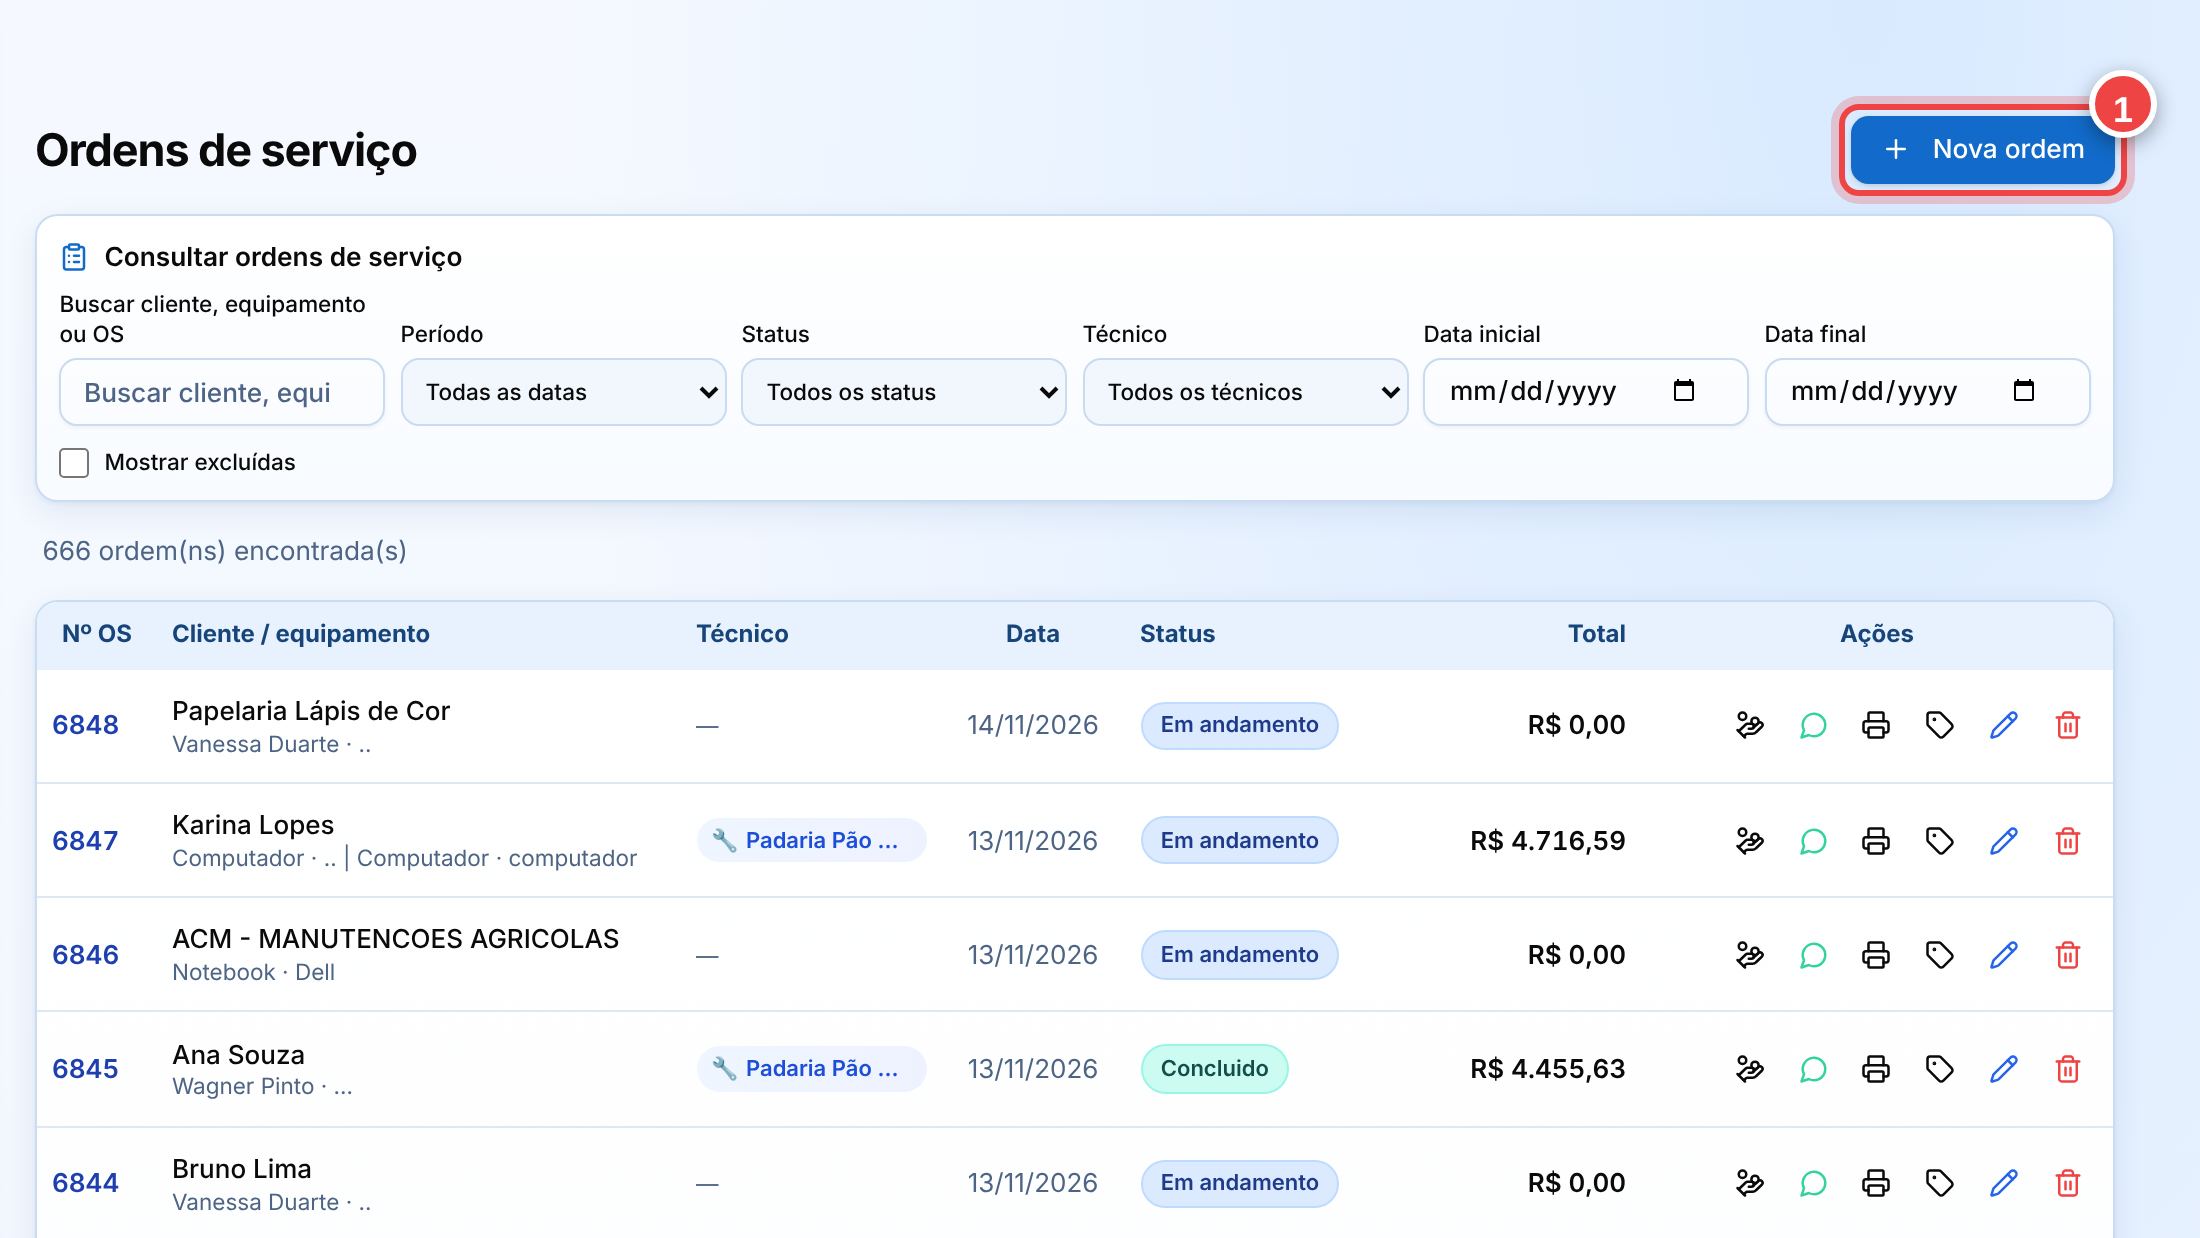 Ordens de serviço
+ Nova ordem
1
Consultar ordens de serviço
Buscar cliente, equipamento
ou OS
Período
Status
Técnico
Data inicial
Data final
Buscar cliente, equi
Todas as datas
Todos os status
Todos os técnicos
mm/dd/yyyy
mm/dd/yyyy
Mostrar excluídas
666 ordem(ns) encontrada(s)
Nº OS Cliente / equipamento Técnico Data Status Total Ações
6848 Papelaria Lápis de Cor — 14/11/2026 Em andamento R$ 0,00
Vanessa Duarte · ..
6847 Karina Lopes Padaria Pão ... 13/11/2026 Em andamento R$ 4.716,59
Computador · .. | Computador · computador
6846 ACM - MANUTENCOES AGRICOLAS — 13/11/2026 Em andamento R$ 0,00
Notebook · Dell
6845 Ana Souza Padaria Pão ... 13/11/2026 Concluido R$ 4.455,63
Wagner Pinto · ...
6844 Bruno Lima — 13/11/2026 Em andamento R$ 0,00
Vanessa Duarte · ..